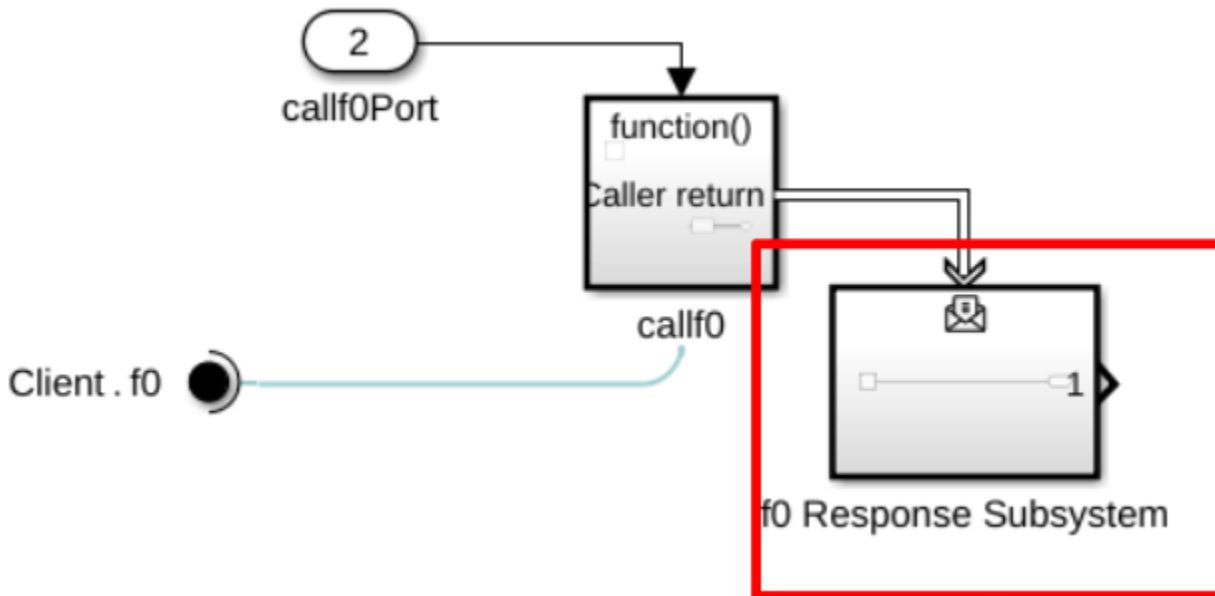 2
callf0Port
function()
Caller return
callf0
Client . f0
1
f0 Response Subsystem